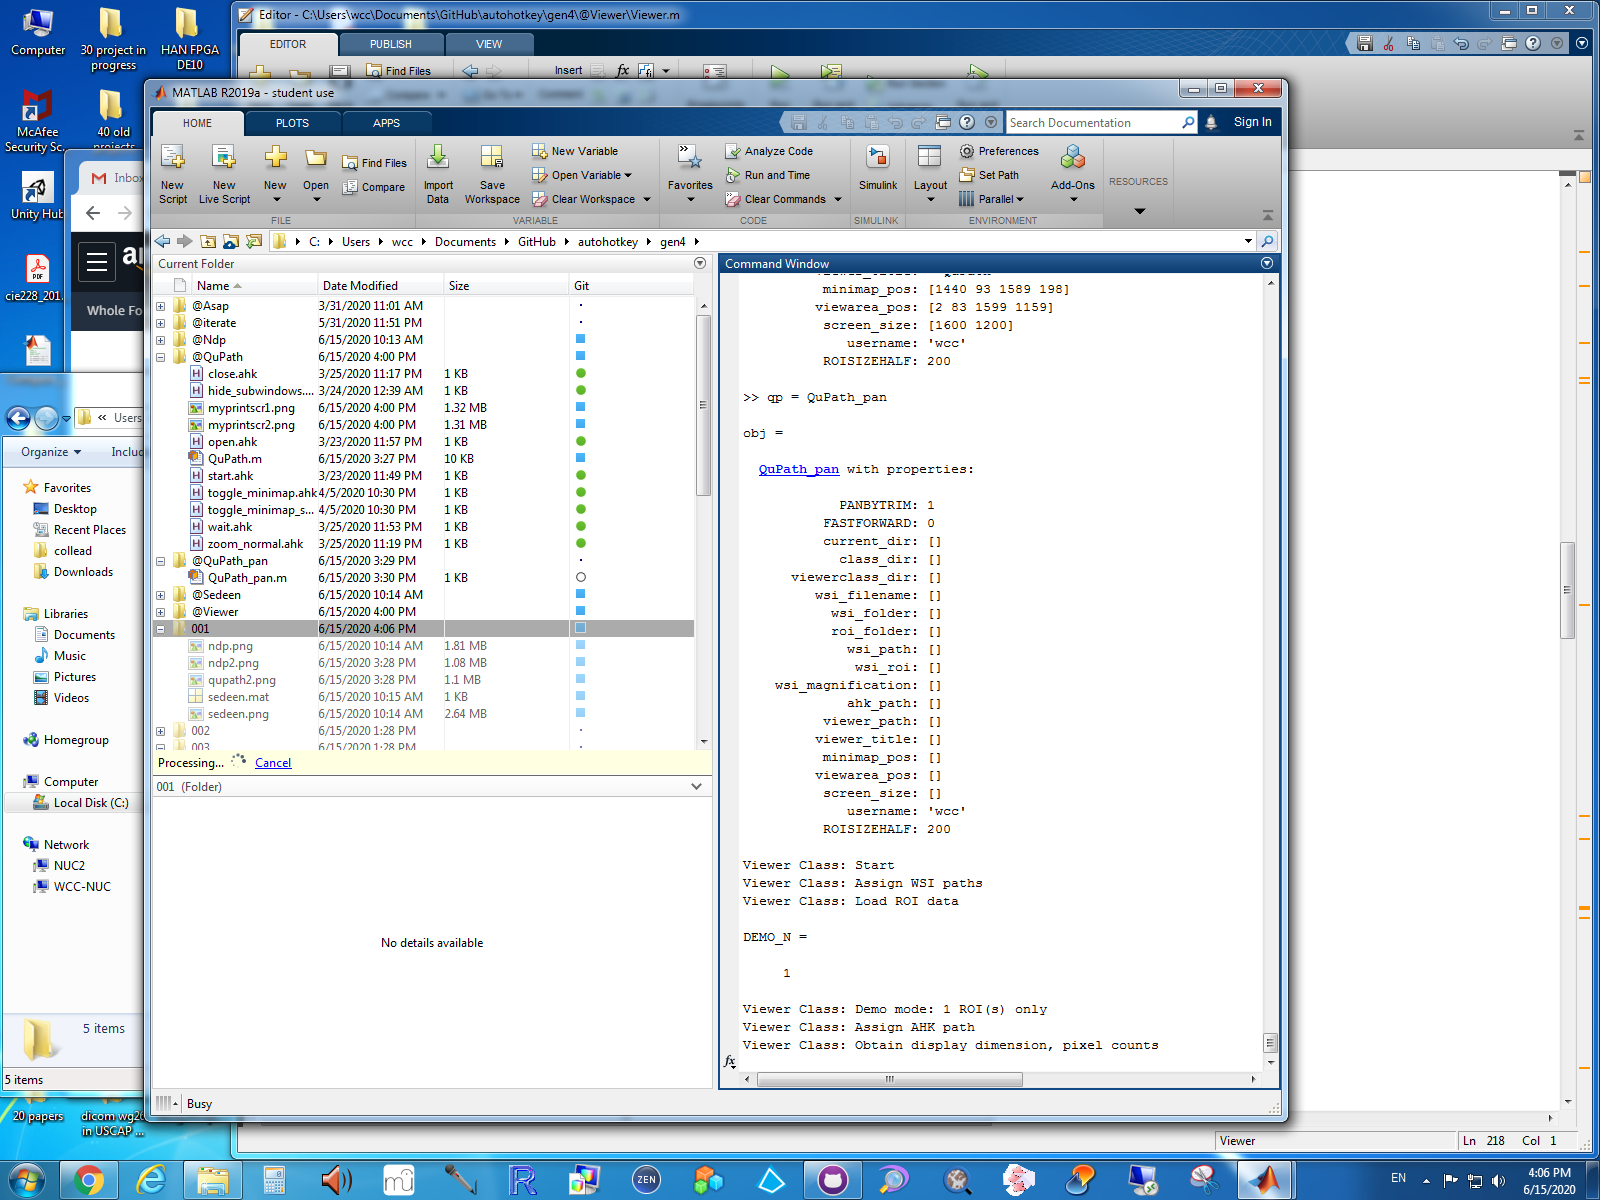 Computer
30 project in progress
HAN FPGA DE10
McAfee Security Sc...
40 old projects
Unity Hub
cie228_201...
20 papers
dicom wg26 in USCAP ...
Editor - C:\Users\wcc\Documents\GitHub\autohotkey\gen4\@Viewer\Viewer.m
EDITOR PUBLISH VIEW
Find Files Insert fx
Inbox
Whole Fo
Users
Organize Includ
Favorites
Desktop
Recent Places
collead
Downloads
Libraries
Documents
Music
Pictures
Videos
Homegroup
Computer
Local Disk (C:)
Network
NUC2
WCC-NUC
5 items
5 items
MATLAB R2019a - student use
HOME PLOTS APPS
Search Documentation
Sign In
New Script
New Live Script
New
Open
Find Files
Compare
FILE
Import Data
Save Workspace
New Variable
Open Variable
Clear Workspace
VARIABLE
Favorites
Analyze Code
Run and Time
Clear Commands
CODE
Simulink
SIMULINK
Layout
Preferences
Set Path
Parallel
Add-Ons
ENVIRONMENT
RESOURCES
C: Users wcc Documents GitHub autohotkey gen4
Current Folder
Name Date Modified Size Git
@Asap 3/31/2020 11:01 AM
@iterate 5/31/2020 11:51 PM
@Ndp 6/15/2020 10:13 AM
@QuPath 6/15/2020 4:00 PM
close.ahk 3/25/2020 11:17 PM 1 KB
hide_subwindows.... 3/24/2020 12:39 AM 1 KB
myprintscr1.png 6/15/2020 4:00 PM 1.32 MB
myprintscr2.png 6/15/2020 4:00 PM 1.31 MB
open.ahk 3/23/2020 11:57 PM 1 KB
QuPath.m 6/15/2020 3:27 PM 10 KB
start.ahk 3/23/2020 11:49 PM 1 KB
toggle_minimap.ahk 4/5/2020 10:30 PM 1 KB
toggle_minimap_s... 4/5/2020 10:30 PM 1 KB
wait.ahk 3/25/2020 11:53 PM 1 KB
zoom_normal.ahk 3/25/2020 11:19 PM 1 KB
@QuPath_pan 6/15/2020 3:29 PM
QuPath_pan.m 6/15/2020 3:30 PM 1 KB
@Sedeen 6/15/2020 10:14 AM
@Viewer 6/15/2020 4:00 PM
001 6/15/2020 4:06 PM
ndp.png 6/15/2020 10:14 AM 1.81 MB
ndp2.png 6/15/2020 3:28 PM 1.08 MB
qupath2.png 6/15/2020 3:28 PM 1.1 MB
sedeen.mat 6/15/2020 10:15 AM 1 KB
sedeen.png 6/15/2020 10:14 AM 2.64 MB
002 6/15/2020 1:28 PM
003 6/15/2020 1:28 PM
Processing... Cancel
001 (Folder)
No details available
Busy
Command Window
minimap_pos: [1440 93 1589 198]
viewarea_pos: [2 83 1599 1159]
screen_size: [1600 1200]
username: 'wcc'
ROISIZEHALF: 200
>> qp = QuPath_pan
obj =
QuPath_pan with properties:
PANBYTRIM: 1
FASTFORWARD: 0
current_dir: []
class_dir: []
viewerclass_dir: []
wsi_filename: []
wsi_folder: []
roi_folder: []
wsi_path: []
wsi_roi: []
wsi_magnification: []
ahk_path: []
viewer_path: []
viewer_title: []
minimap_pos: []
viewarea_pos: []
screen_size: []
username: 'wcc'
ROISIZEHALF: 200
Viewer Class: Start
Viewer Class: Assign WSI paths
Viewer Class: Load ROI data
DEMO_N =
1
Viewer Class: Demo mode: 1 ROI(s) only
Viewer Class: Assign AHK path
Viewer Class: Obtain display dimension, pixel counts
fx
Viewer Ln 218 Col 1
ZEN
EN
4:06 PM
6/15/2020